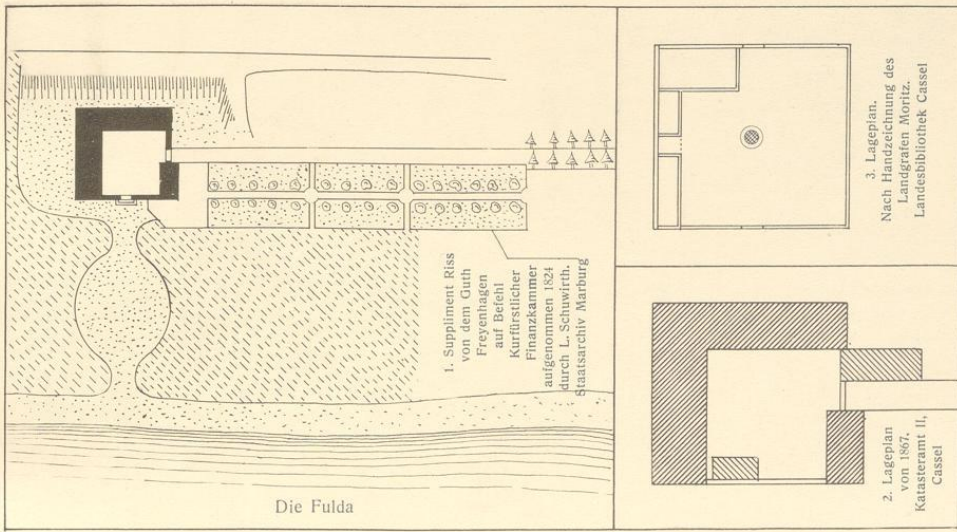 1. Suppliment Riss
von dem Guth
Freyenhagen
auf Befehl
Kurfürstlicher
Finanzkammer
aufgenommen 1824
durch L. Schuwirth.
Staatsarchiv Marburg
Die Fulda
2. Lageplan
von 1867.
Katasteramt II,
Cassel
3. Lageplan.
Nach Handzeichnung des
Landgrafen Moritz.
Landesbibliothek Cassel